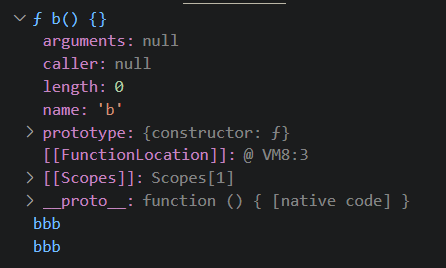 ƒ b() {}
arguments: null
caller: null
length: 0
name: 'b'
prototype: {constructor: ƒ}
[[FunctionLocation]]: @ VM8:3
[[Scopes]]: Scopes[1]
__proto__: function () { [native code] }
bbb
bbb